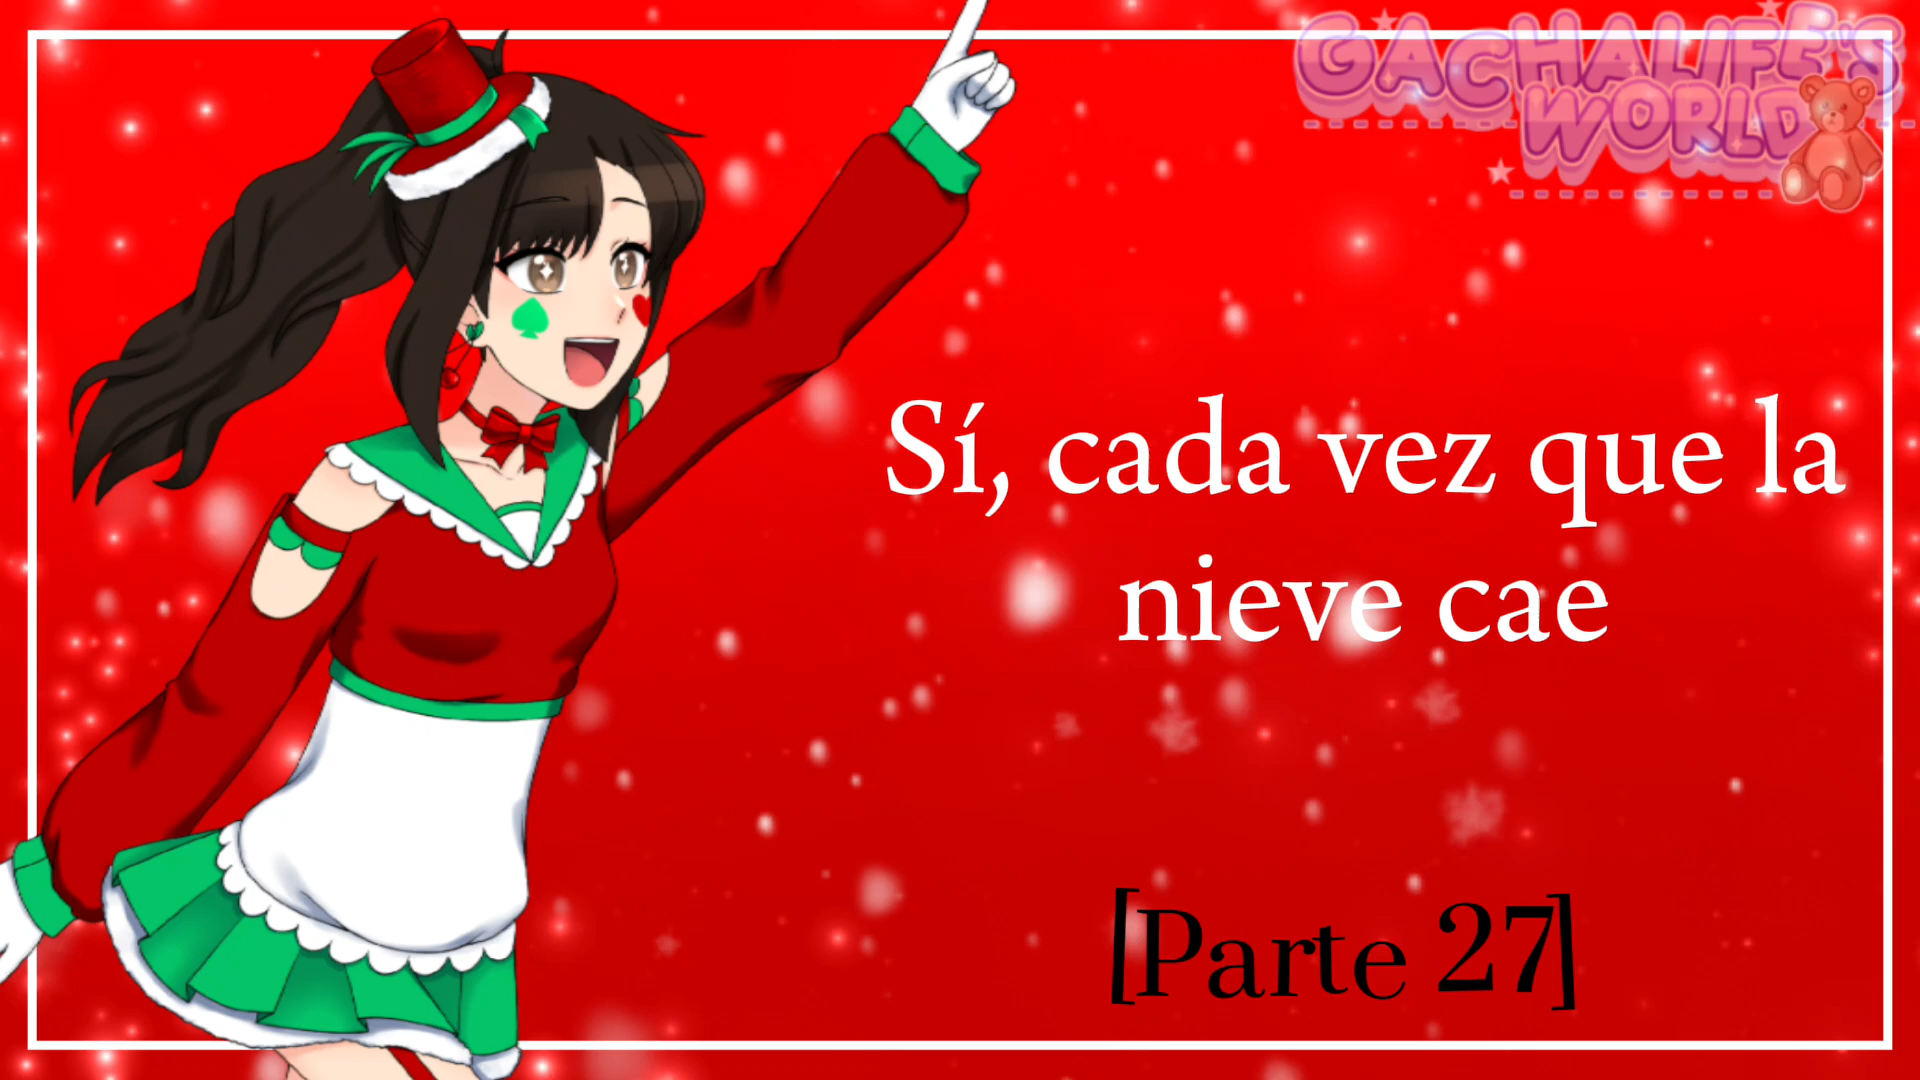 GACHALIFE'S
WORLD
Sí, cada vez que la
nieve cae
[Parte 27]